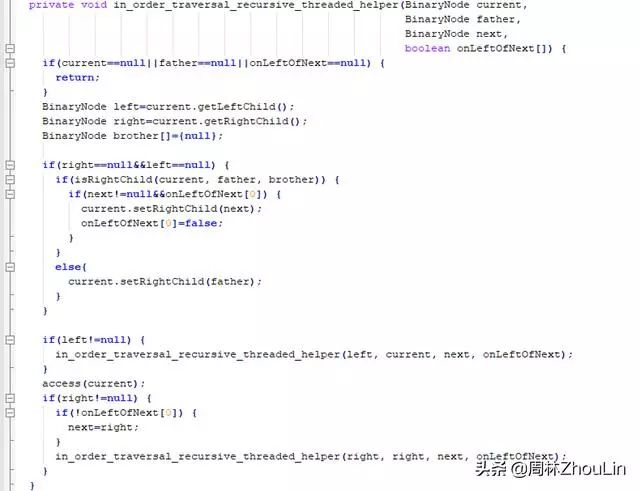 private void in_order_traversal_recursive_threaded_helper(BinaryNode current,
BinaryNode father,
BinaryNode next,
boolean onLeftOfNext[]) {
if(current==null||father==null||onLeftOfNext==null) {
return;
}
BinaryNode left=current.getLeftChild();
BinaryNode right=current.getRightChild();
BinaryNode brother[]={null};
if(right==null&&left==null) {
if(isRightChild(current, father, brother)) {
if(next!=null&&onLeftOfNext[0]) {
current.setRightChild(next);
onLeftOfNext[0]=false;
}
}
else{
current.setRightChild(father);
}
}
if(left!=null) {
in_order_traversal_recursive_threaded_helper(left, current, next, onLeftOfNext);
}
access(current);
if(right!=null) {
if(!onLeftOfNext[0]) {
next=right;
}
in_order_traversal_recursive_threaded_helper(right, right, next, onLeftOfNext);
}
}
头条 @周林ZhouLin